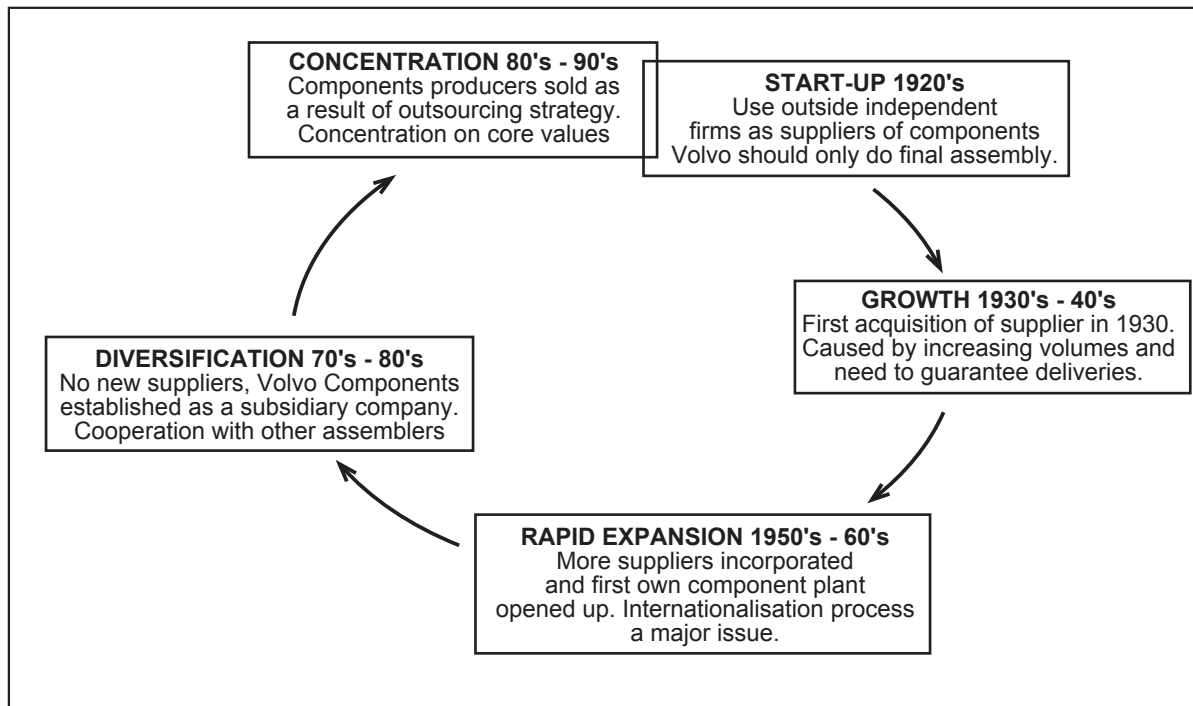 CONCENTRATION 80's - 90's
Components producers sold as
a result of outsourcing strategy.
Concentration on core values
START-UP 1920's
Use outside independent
firms as suppliers of components
Volvo should only do final assembly.
GROWTH 1930's - 40's
First acquisition of supplier in 1930.
Caused by increasing volumes and
need to guarantee deliveries.
RAPID EXPANSION 1950's - 60's
More suppliers incorporated
and first own component plant
opened up. Internationalisation process
a major issue.
DIVERSIFICATION 70's - 80's
No new suppliers, Volvo Components
established as a subsidiary company.
Cooperation with other assemblers